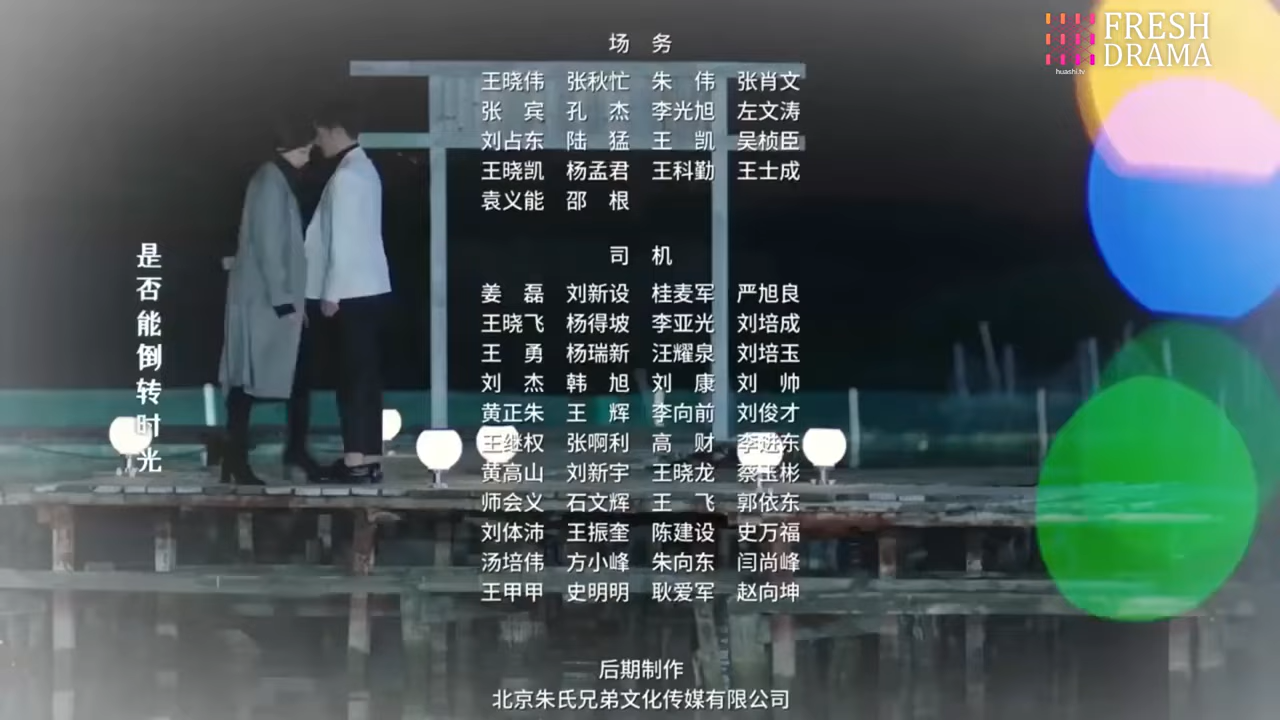 FRESH
DRAMA
huashi.tv
场 务
王晓伟 张秋忙 朱 伟 张肖文
张 宾 孔 杰 李光旭 左文涛
刘占东 陆 猛 王 凯 吴桢臣
王晓凯 杨孟君 王科勤 王士成
袁义能 邵 根
司 机
姜 磊 刘新设 桂麦军 严旭良
王晓飞 杨得坡 李亚光 刘培成
王 勇 杨瑞新 汪耀泉 刘培玉
刘 杰 韩 旭 刘 康 刘 帅
黄正朱 王 辉 李向前 刘俊才
王继权 张啊利 高 财 李进东
黄高山 刘新宇 王晓龙 蔡玉彬
师会义 石文辉 王 飞 郭依东
刘体沛 王振奎 陈建设 史万福
汤培伟 方小峰 朱向东 闫尚峰
王甲甲 史明明 耿爱军 赵向坤
后期制作
北京朱氏兄弟文化传媒有限公司
是否能倒转时光